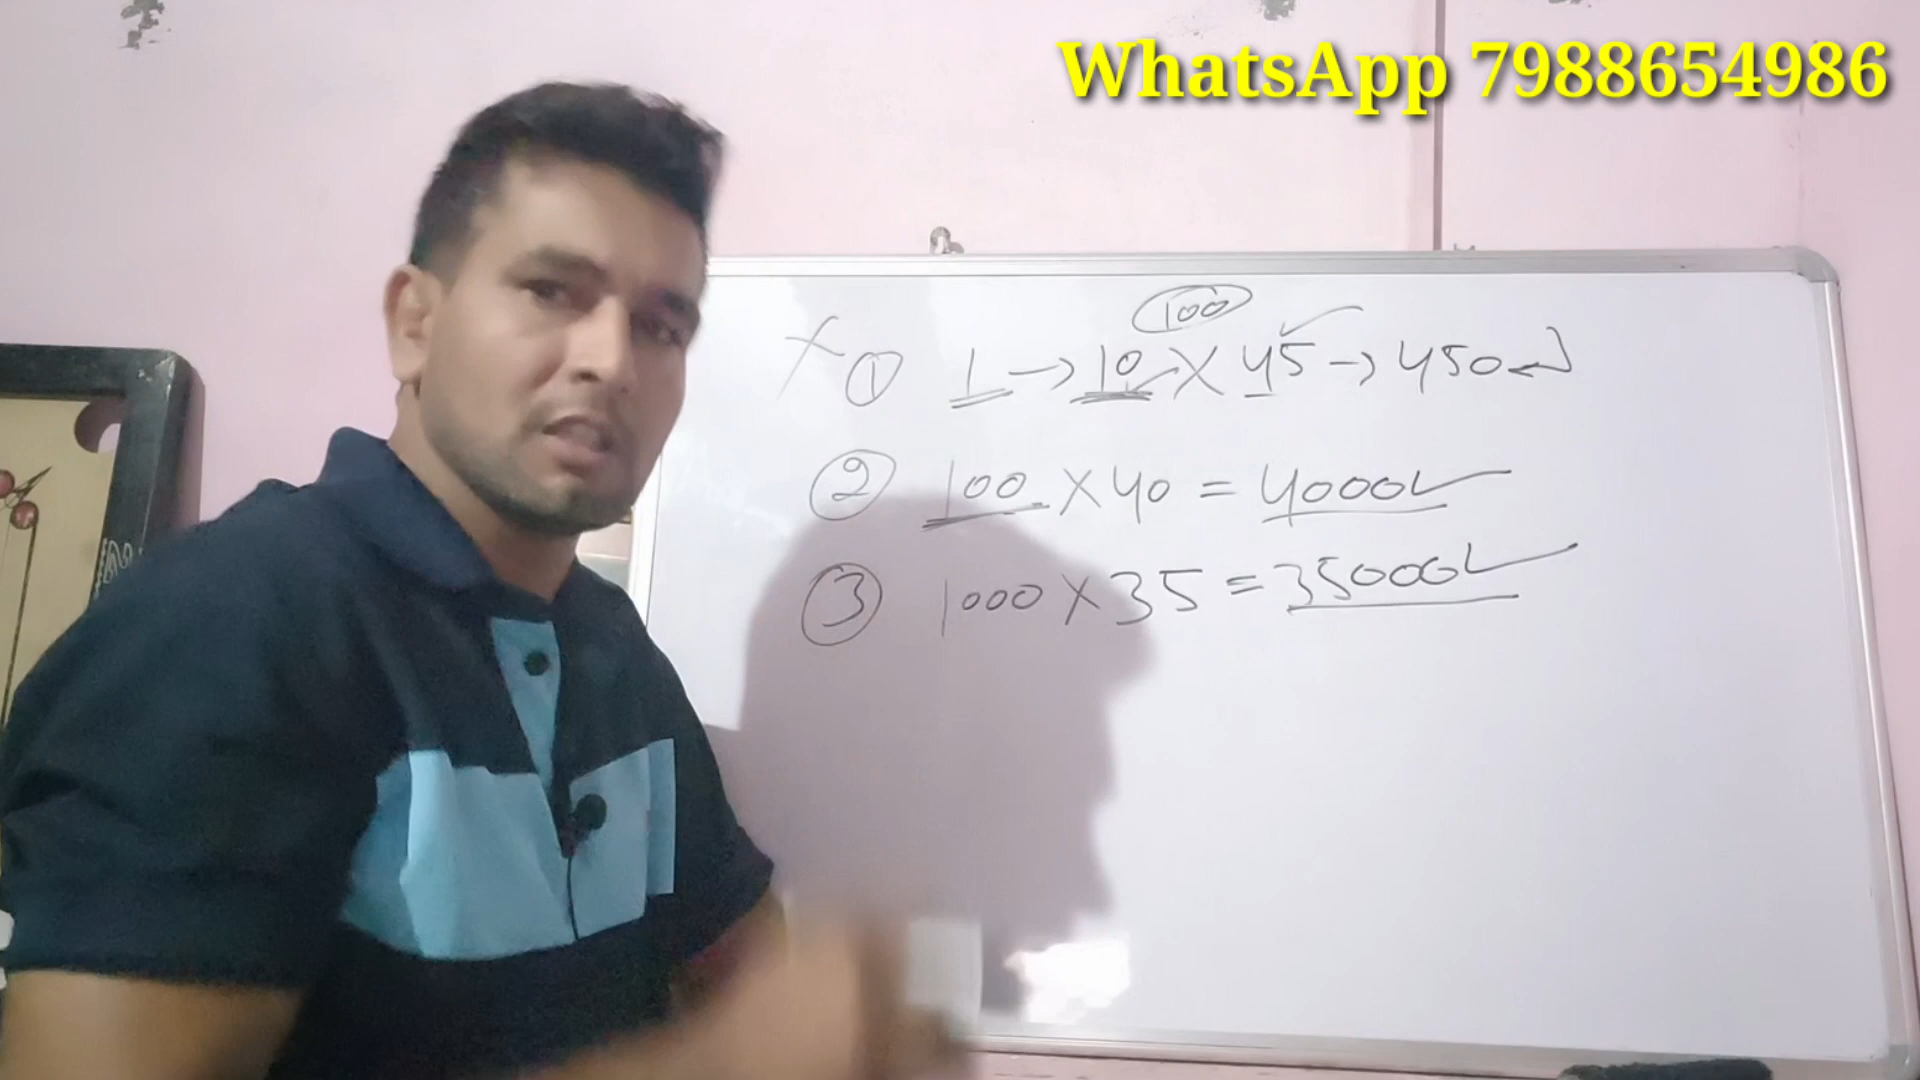 WhatsApp 7988654986
100
X ① 1 → 10 X 45 → 450
② 100 X 40 = 4000
③ 1000 X 35 = 35000